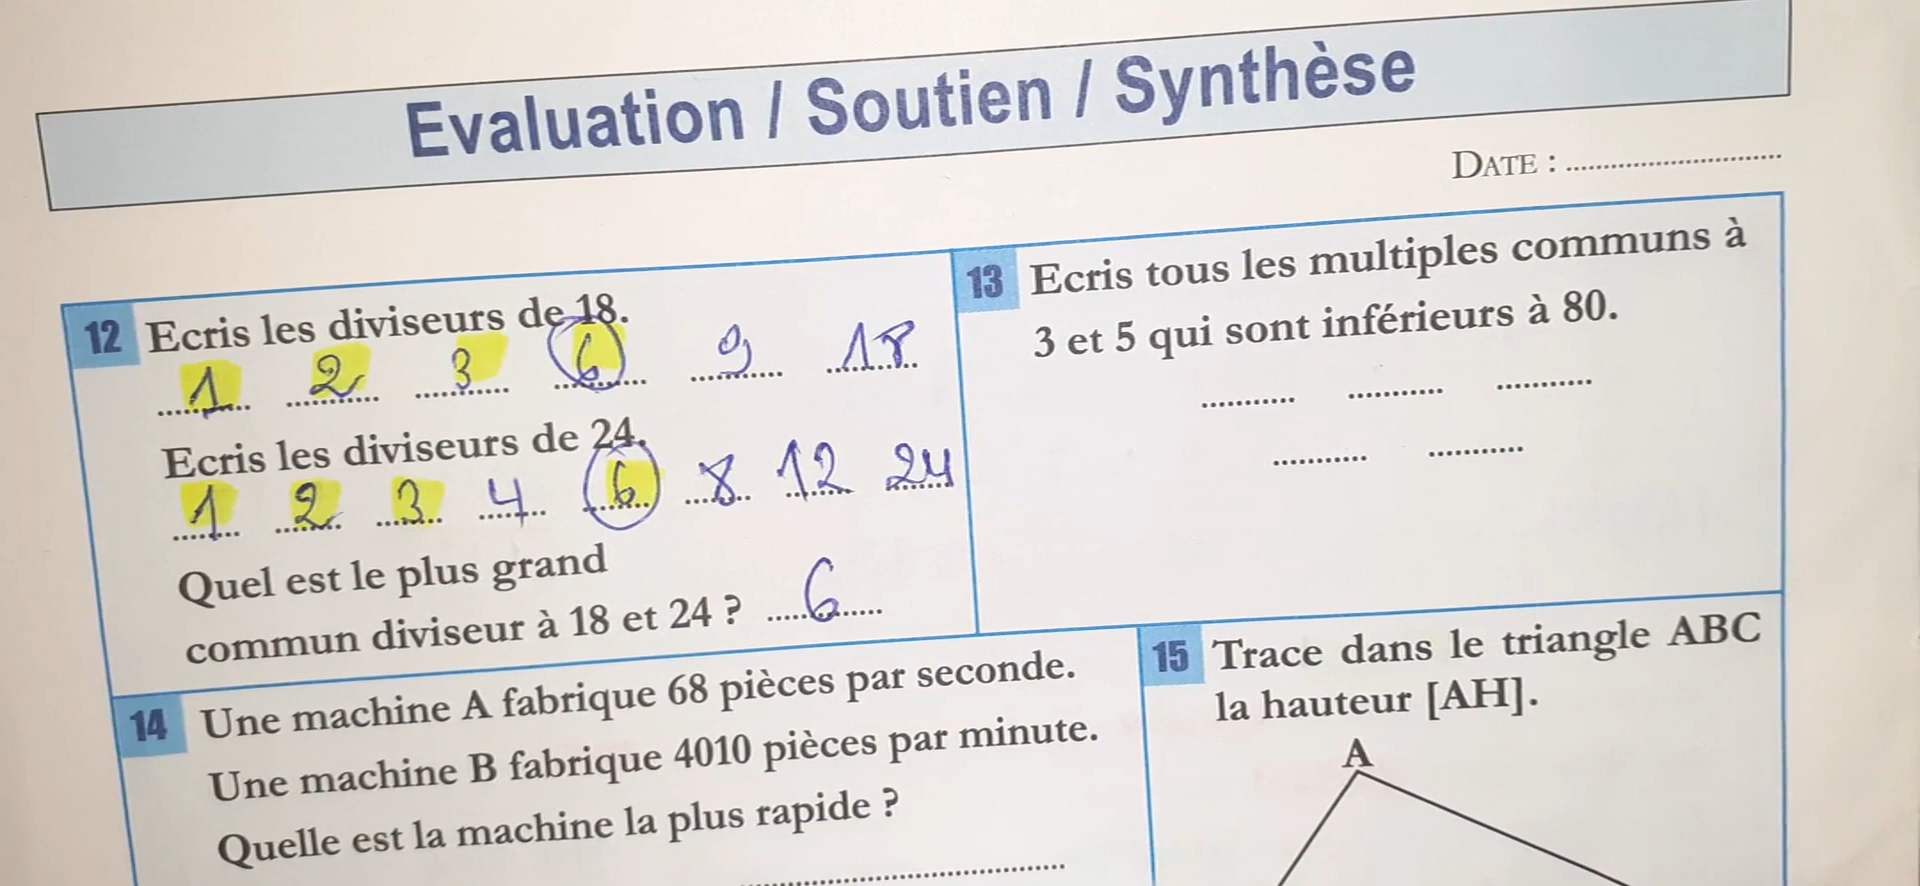 Evaluation / Soutien / Synthèse
DATE : ..............................
12 Ecris les diviseurs de 18.
1 2 3 6 9 18
Ecris les diviseurs de 24.
1 2 3 4 6 8 12 24
Quel est le plus grand
commun diviseur à 18 et 24 ? 6
13 Ecris tous les multiples communs à
3 et 5 qui sont inférieurs à 80.
............ ............ ............
............ ............
14 Une machine A fabrique 68 pièces par seconde.
Une machine B fabrique 4010 pièces par minute.
Quelle est la machine la plus rapide ?
15 Trace dans le triangle ABC
la hauteur [AH].
A